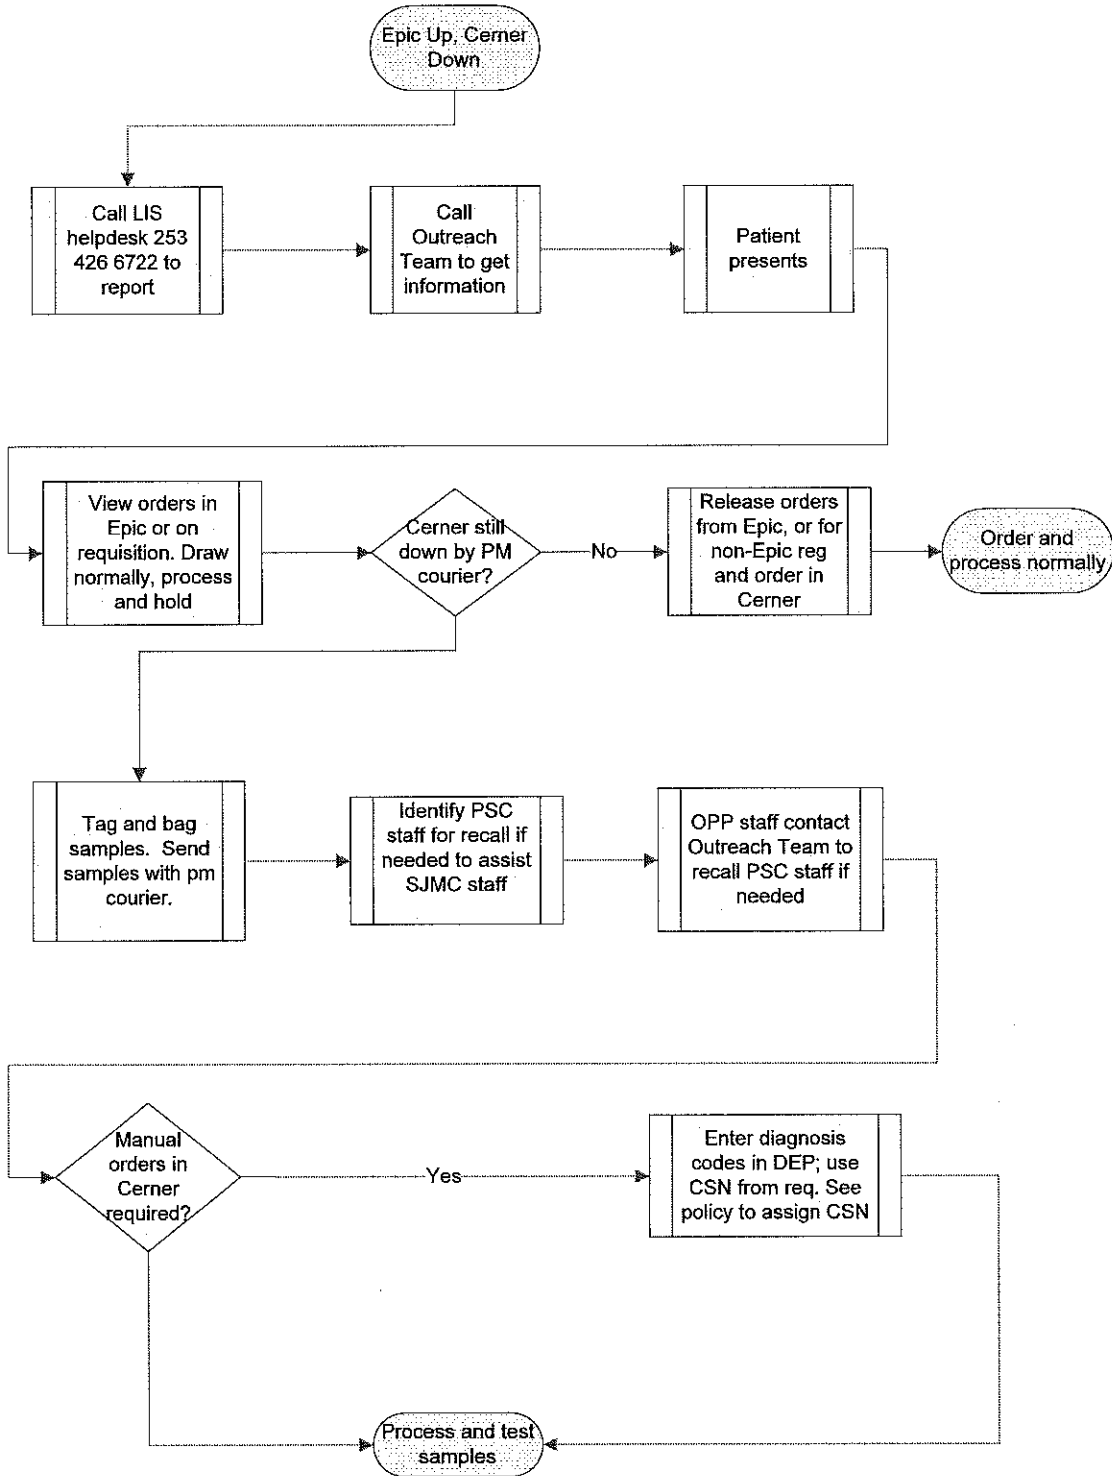 Epic Up, Cerner
Down
Call LIS
helpdesk 253
426 6722 to
report
Call
Outreach
Team to get
information
Patient
presents
View orders in
Epic or on
requisition. Draw
normally, process
and hold
Cerner still
down by PM
courier?
No
Release orders
from Epic, or for
non-Epic reg
and order in
Cerner
Order and
process normally
Tag and bag
samples. Send
samples with pm
courier.
Identify PSC
staff for recall if
needed to assist
SJMC staff
OPP staff contact
Outreach Team to
recall PSC staff if
needed
Manual
orders in
Cerner
required?
Yes
Enter diagnosis
codes in DEP; use
CSN from req. See
policy to assign CSN
Process and test
samples